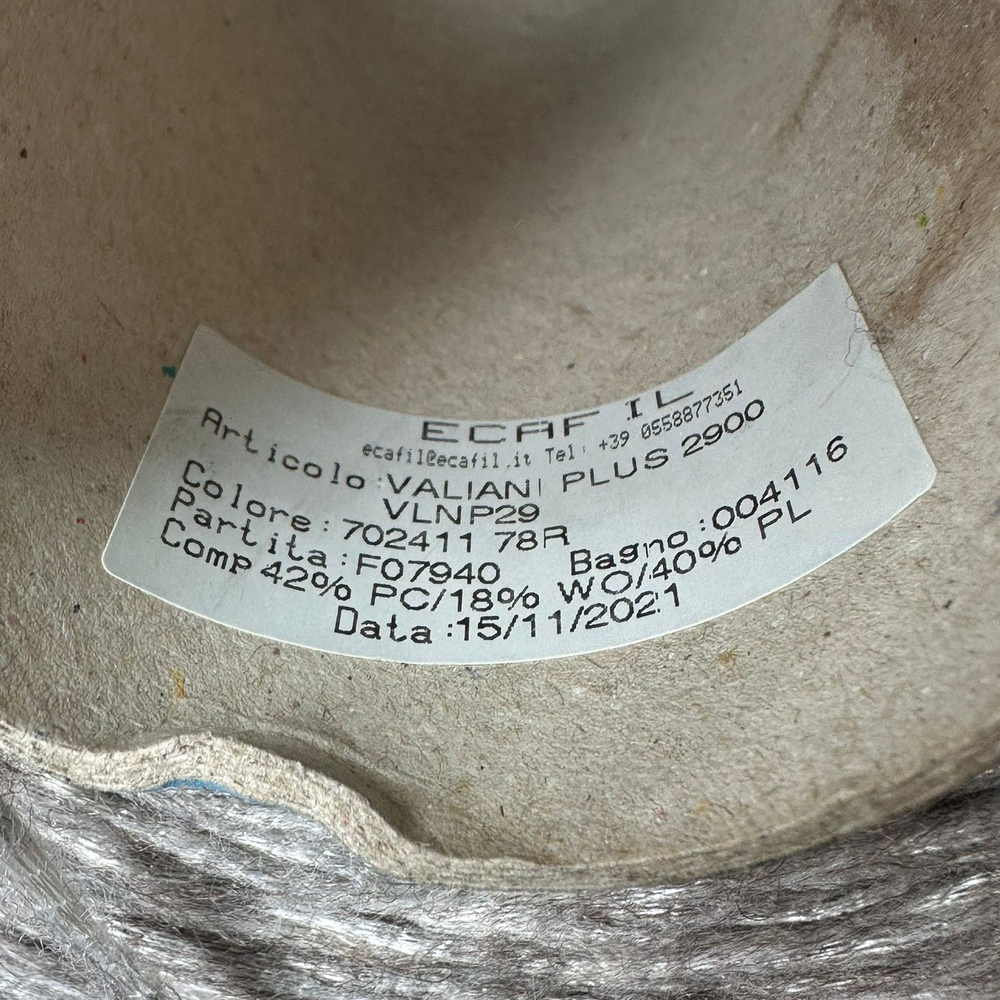 ECAFIL
ecafil@ecafil.it Tel: +39 0558877351
Articolo:VALIANI PLUS 2900
VLNP29
Colore:702411 78R
Partita:F07940 Bagno:004116
Comp 42% PC/18% WO/40% PL
Data:15/11/2021